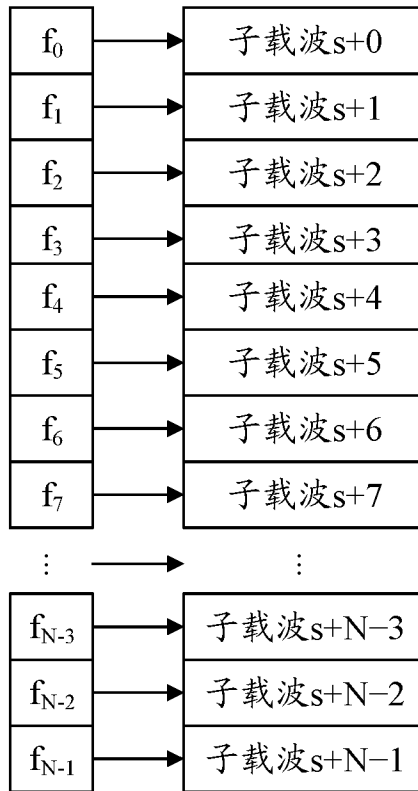 f₀ 子载波s+0
f₁ 子载波s+1
f₂ 子载波s+2
f₃ 子载波s+3
f₄ 子载波s+4
f₅ 子载波s+5
f₆ 子载波s+6
f₇ 子载波s+7
⋮ ⋮
f_{N-3} 子载波s+N−3
f_{N-2} 子载波s+N−2
f_{N-1} 子载波s+N−1